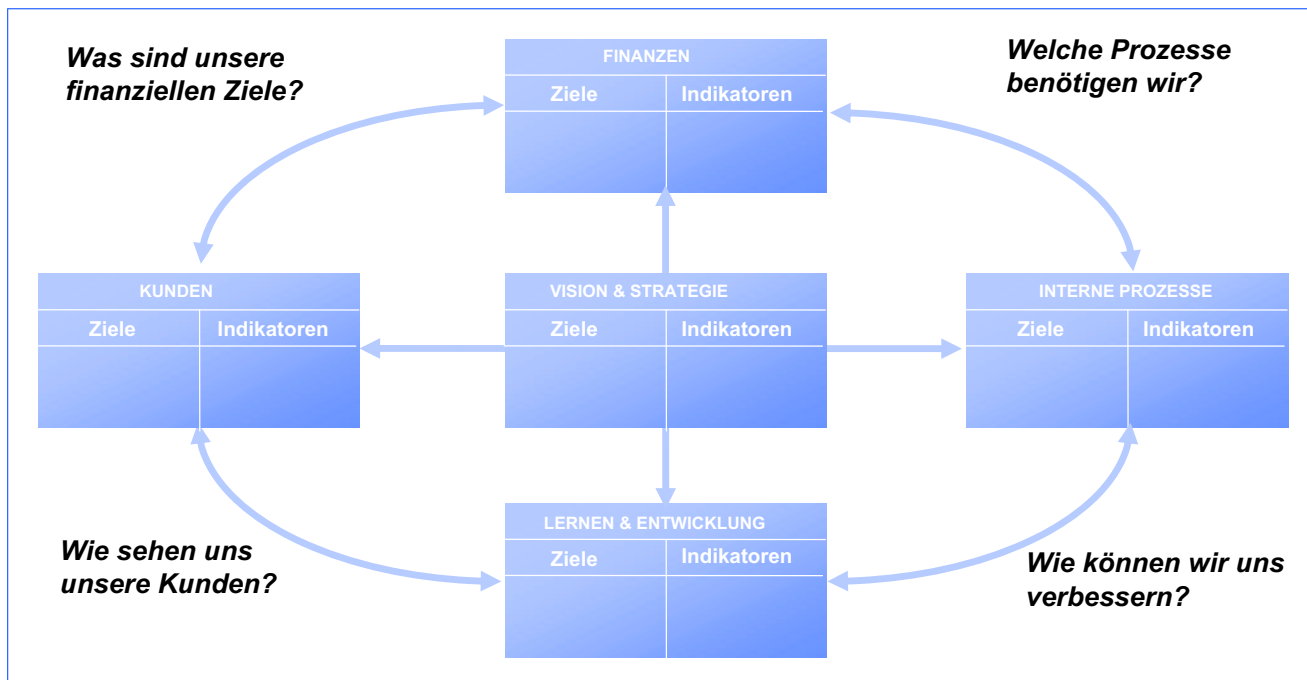 Was sind unsere
finanziellen Ziele?
FINANZEN
Ziele Indikatoren
Welche Prozesse
benötigen wir?
KUNDEN
Ziele Indikatoren
VISION & STRATEGIE
Ziele Indikatoren
INTERNE PROZESSE
Ziele Indikatoren
Wie sehen uns
unsere Kunden?
LERNEN & ENTWICKLUNG
Ziele Indikatoren
Wie können wir uns
verbessern?